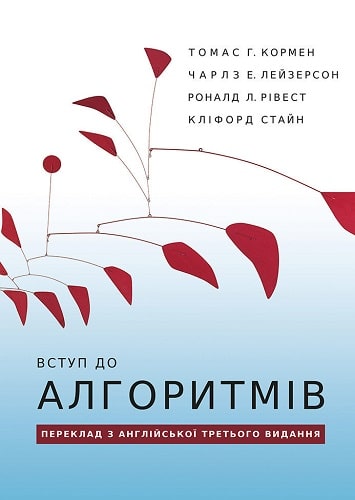 ТОМАС Г. КОРМЕН
ЧАРЛЗ Е. ЛЕЙЗЕРСОН
РОНАЛД Л. РІВЕСТ
КЛІФОРД СТАЙН
ВСТУП ДО
АЛГОРИТМІВ
ПЕРЕКЛАД З АНГЛІЙСЬКОЇ ТРЕТЬОГО ВИДАННЯ